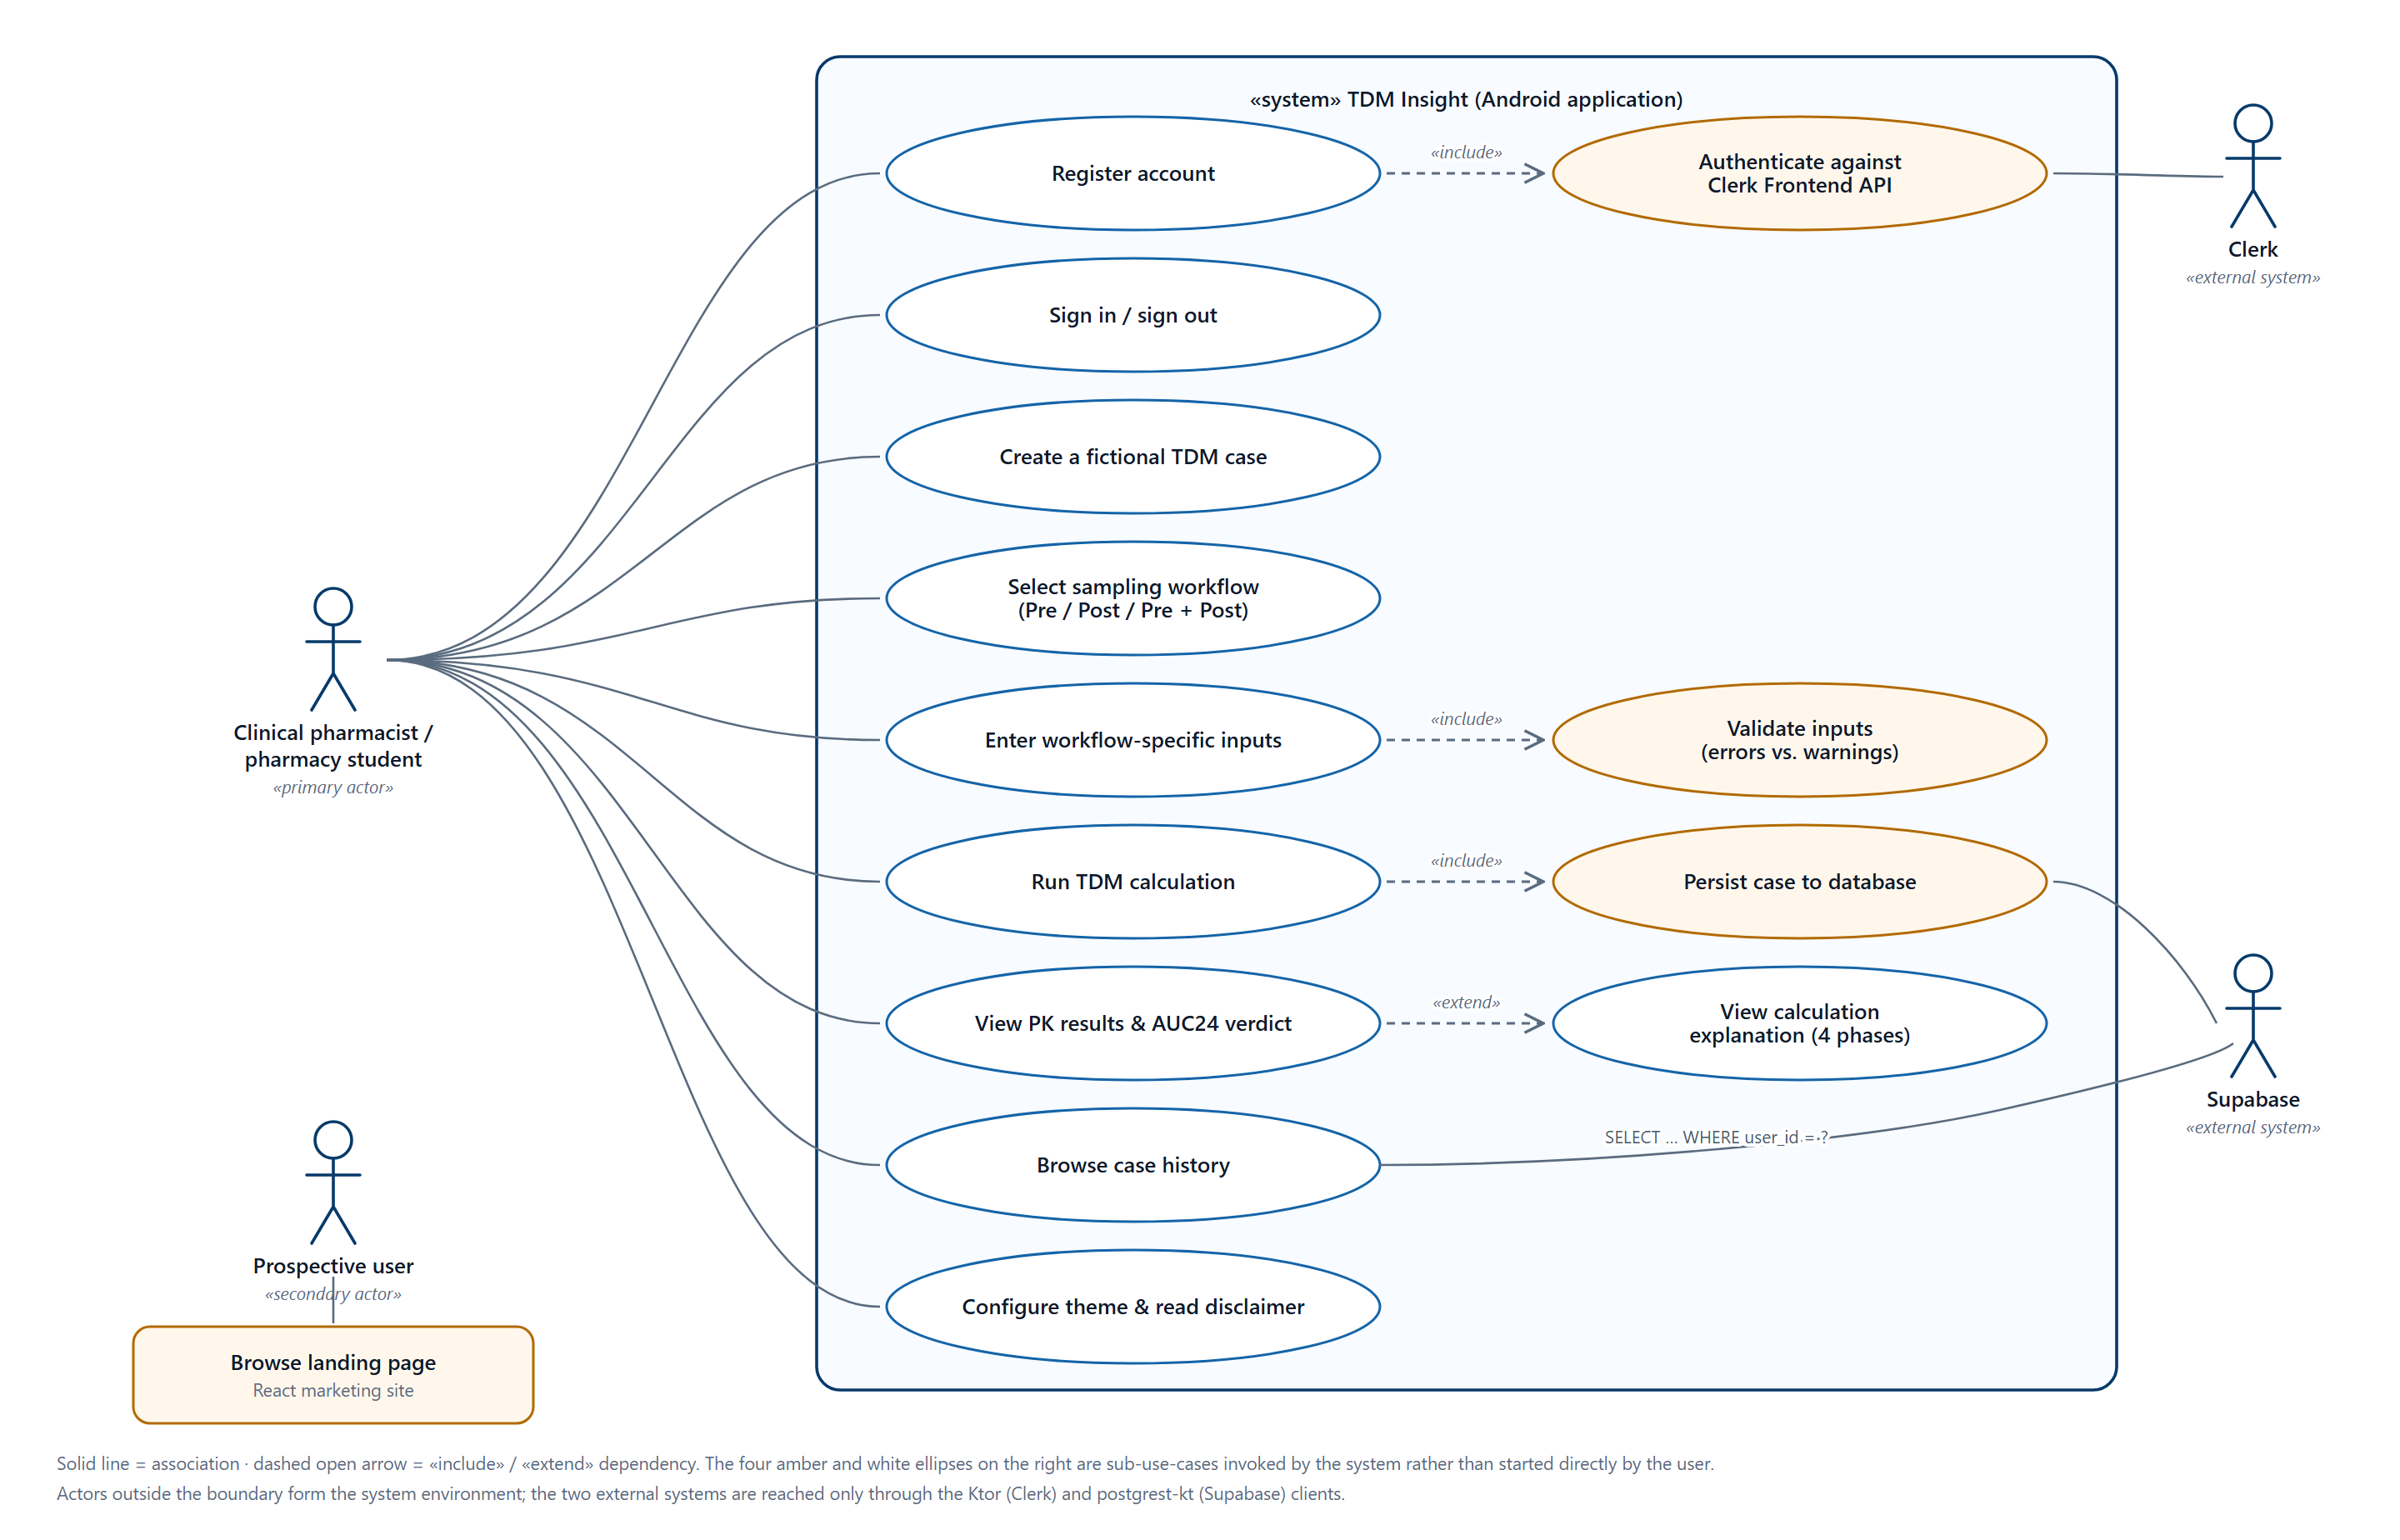 «system» TDM Insight (Android application)
Register account
«include»
Authenticate against
Clerk Frontend API
Clerk
«external system»
Sign in / sign out
Create a fictional TDM case
Select sampling workflow
(Pre / Post / Pre + Post)
Clinical pharmacist /
pharmacy student
«primary actor»
Enter workflow-specific inputs
«include»
Validate inputs
(errors vs. warnings)
Run TDM calculation
«include»
Persist case to database
View PK results & AUC24 verdict
«extend»
View calculation
explanation (4 phases)
Supabase
«external system»
SELECT ... WHERE user_id = ?
Browse case history
Prospective user
«secondary actor»
Configure theme & read disclaimer
Browse landing page
React marketing site
Solid line = association · dashed open arrow = «include» / «extend» dependency. The four amber and white ellipses on the right are sub-use-cases invoked by the system rather than started directly by the user.
Actors outside the boundary form the system environment; the two external systems are reached only through the Ktor (Clerk) and postgrest-kt (Supabase) clients.